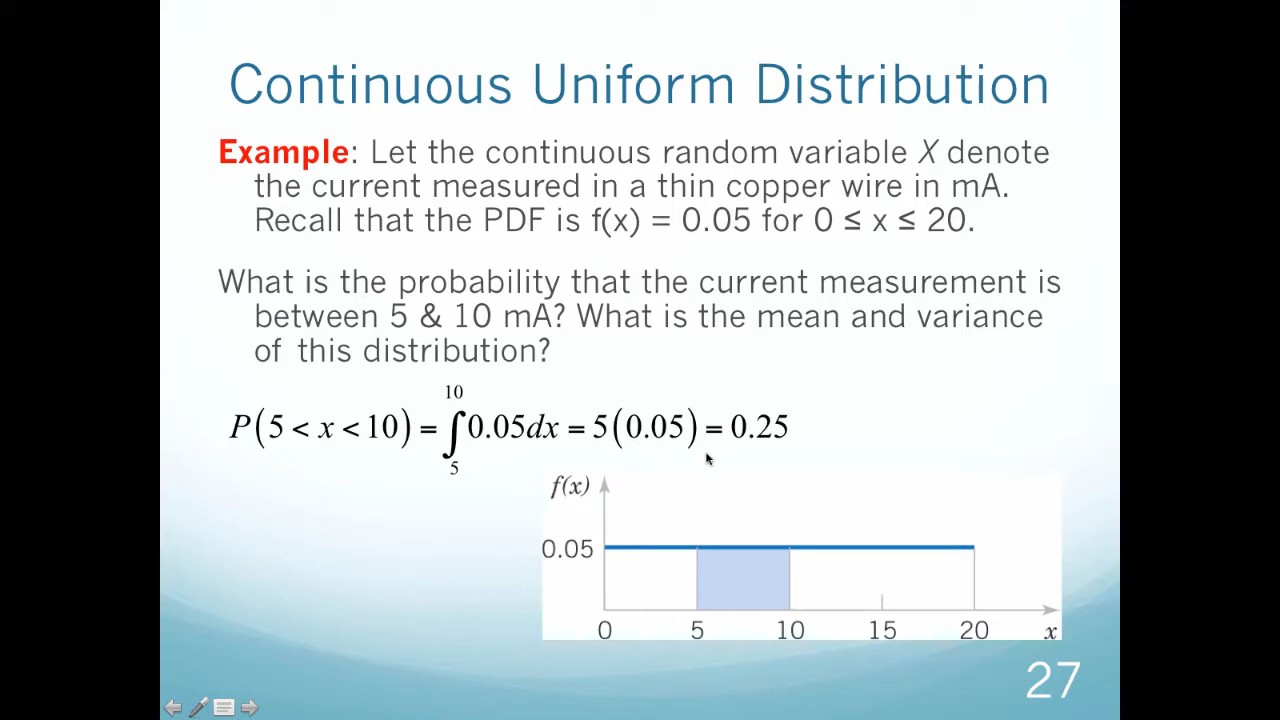 Continuous Uniform Distribution
Example: Let the continuous random variable X denote
the current measured in a thin copper wire in mA.
Recall that the PDF is f(x) = 0.05 for 0 ≤ x ≤ 20.
What is the probability that the current measurement is
between 5 & 10 mA? What is the mean and variance
of this distribution?
10
P(5 < x < 10) = ∫0.05dx = 5(0.05) = 0.25
5
f(x)
0.05
0 5 10 15 20 x
27